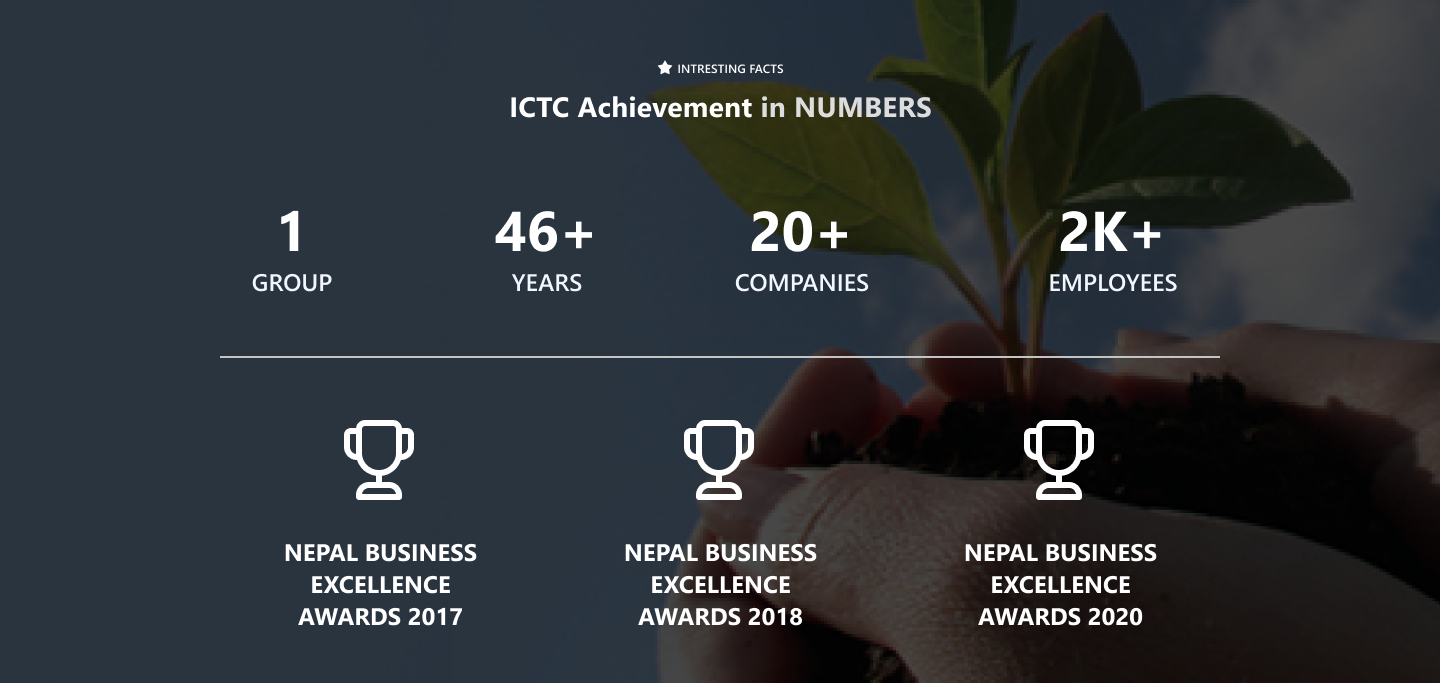 INTRESTING FACTS
ICTC Achievement in NUMBERS
1
GROUP
46+
YEARS
20+
COMPANIES
2K+
EMPLOYEES
NEPAL BUSINESS
EXCELLENCE
AWARDS 2017
NEPAL BUSINESS
EXCELLENCE
AWARDS 2018
NEPAL BUSINESS
EXCELLENCE
AWARDS 2020